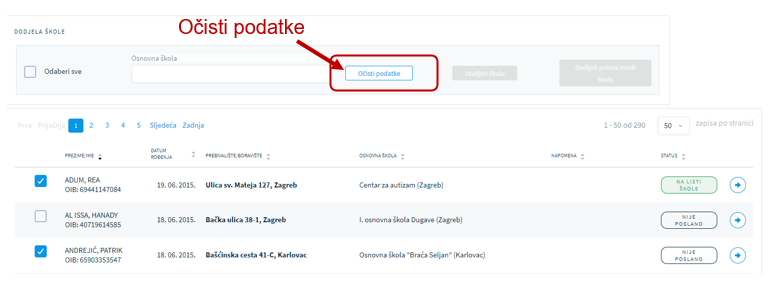 Očisti podatke
DODJELA ŠKOLE
Osnovna škola
Odaberi sve
Očisti podatke
Dodijeli školu
Dodijeli prema mreži škola
Prva Prijašnja 1 2 3 4 5 Sljedeća Zadnja
1 - 50 od 290
50
zapisa po stranici
PREZIME/IME
DATUM ROĐENJA
PREBIVALIŠTE/BORAVIŠTE
OSNOVNA ŠKOLA
NAPOMENA
STATUS
ADUM, REA
OIB: 69441147084
19. 06. 2015.
Ulica sv. Mateja 127, Zagreb
Centar za autizam (Zagreb)
NA LISTI ŠKOLE
AL ISSA, HANADY
OIB: 40719614585
18. 06. 2015.
Bačka ulica 38-1, Zagreb
I. osnovna škola Dugave (Zagreb)
NIJE POSLANO
ANDREJIĆ, PATRIK
OIB: 65903353547
18. 06. 2015.
Bašćinska cesta 41-C, Karlovac
Osnovna škola "Braća Seljan" (Karlovac)
NIJE POSLANO